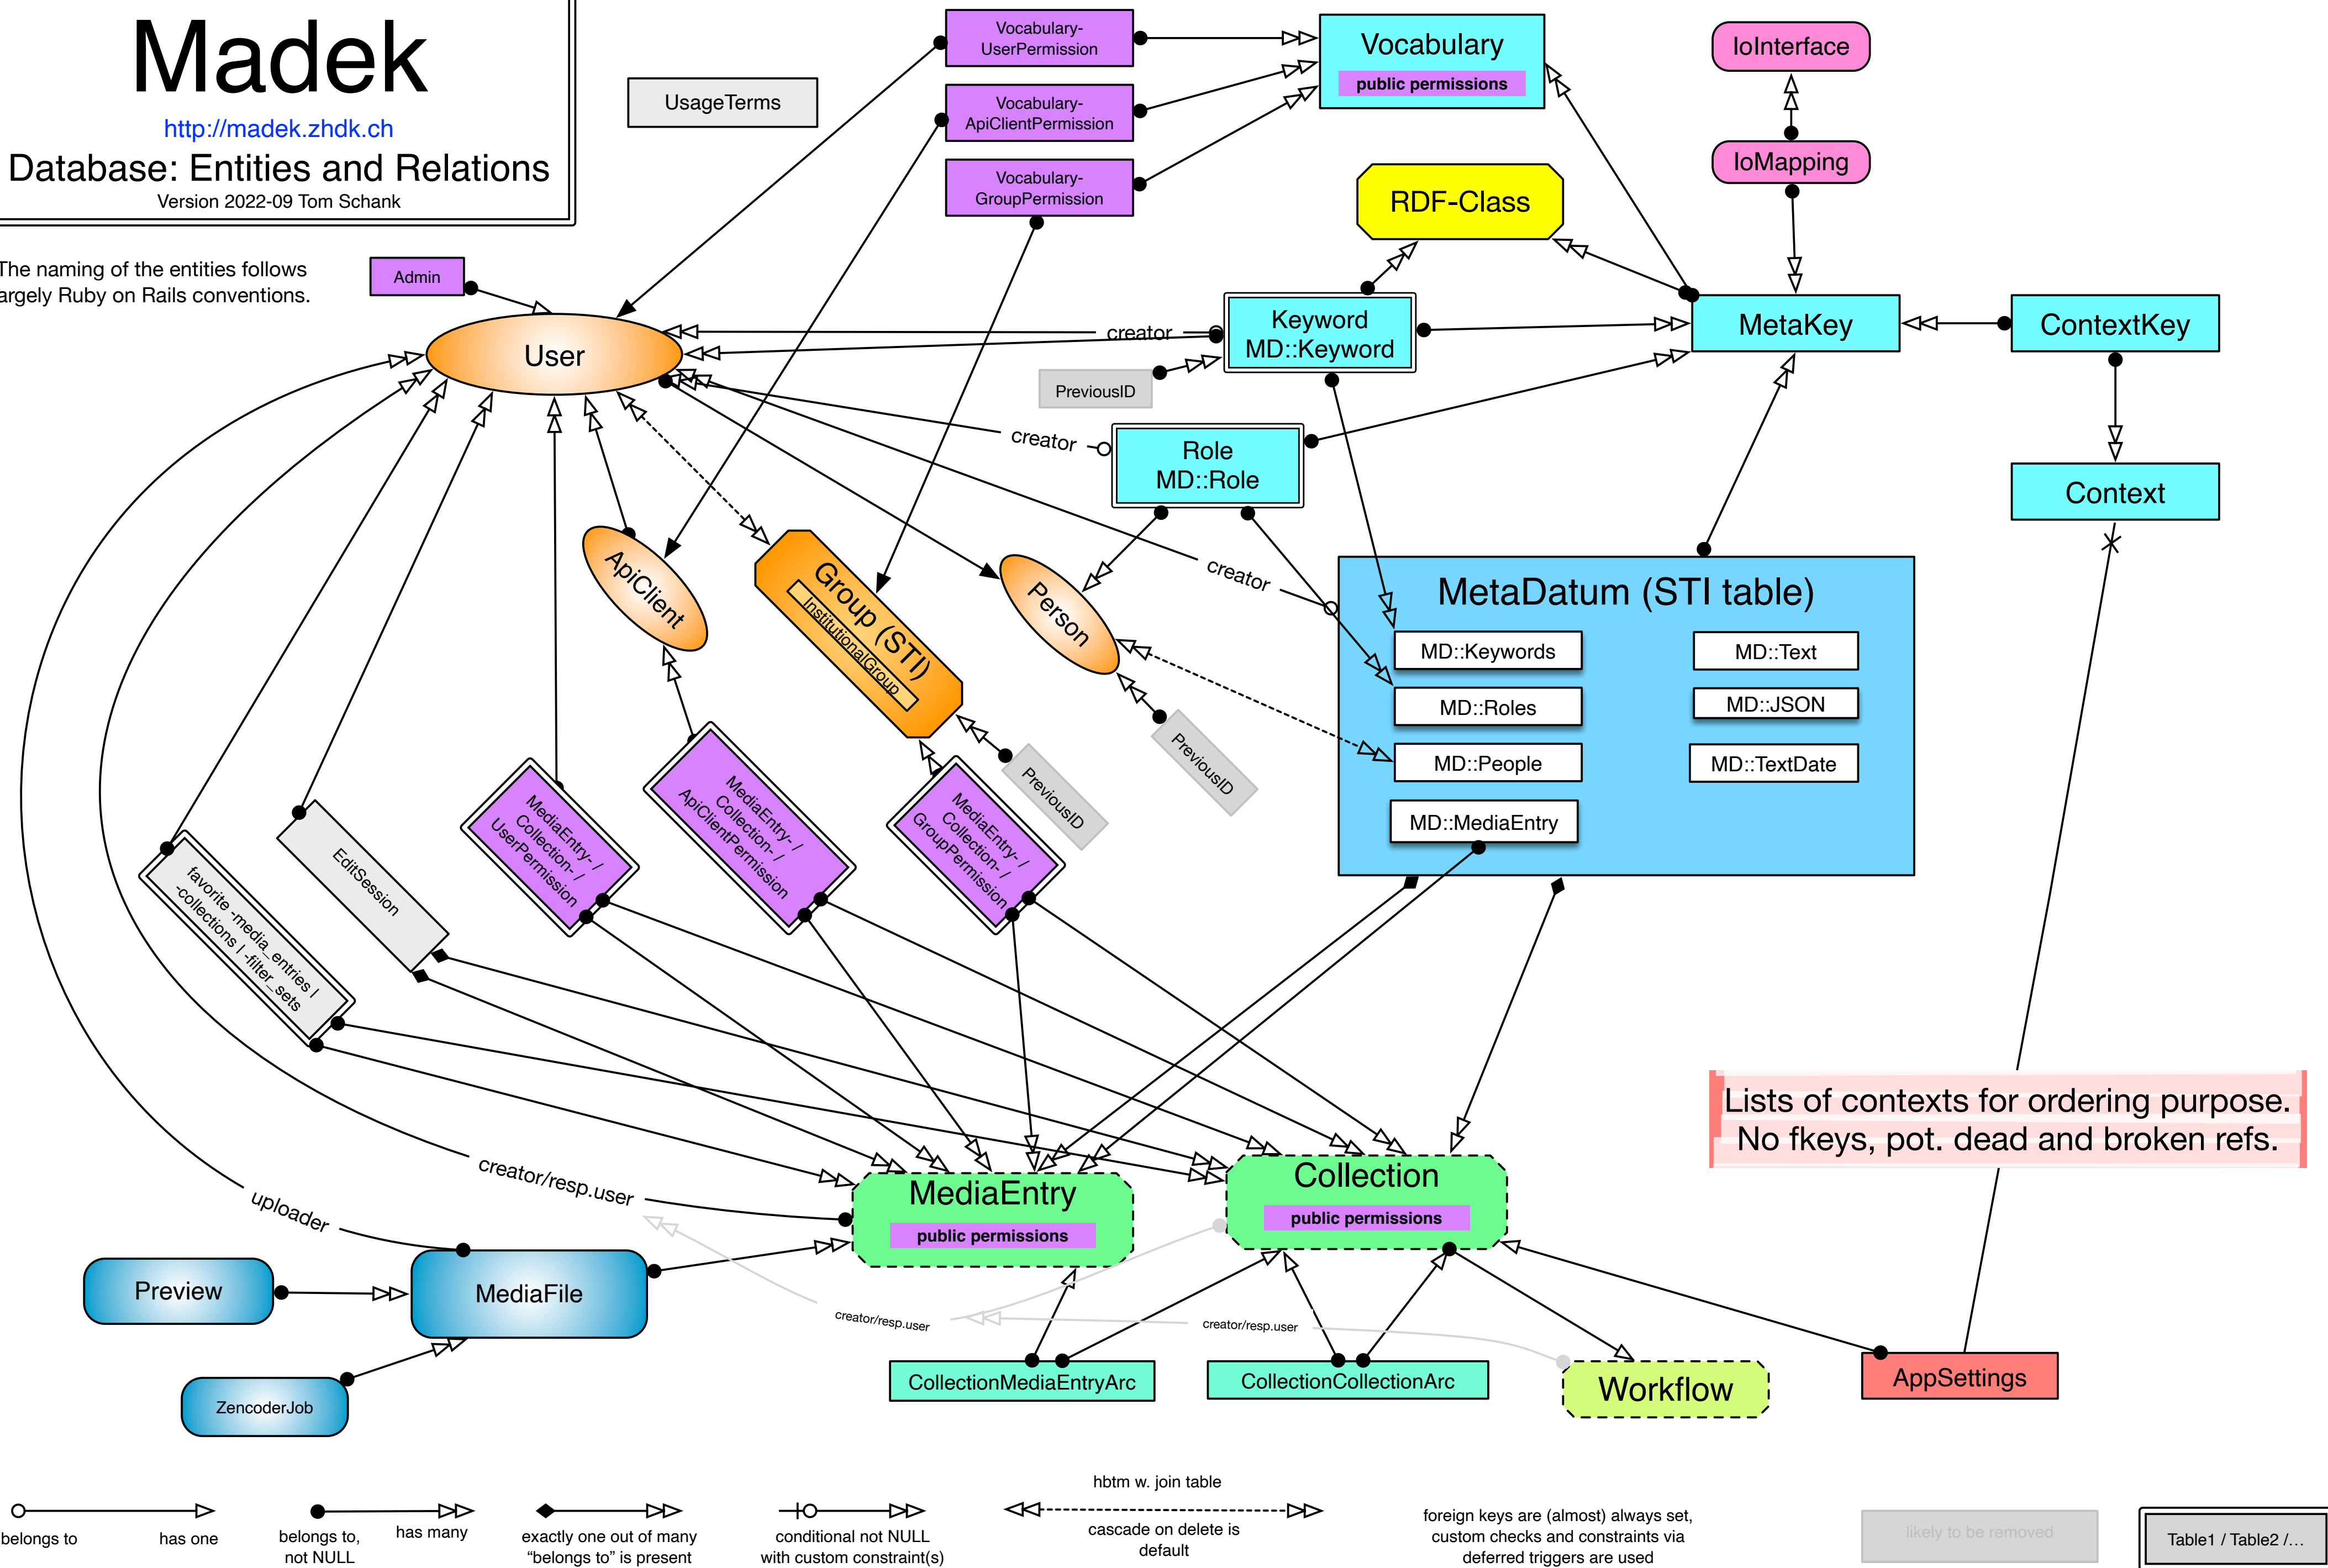 Madek
http://madek.zhdk.ch
Database: Entities and Relations
Version 2022-09 Tom Schank
The naming of the entities follows
largely Ruby on Rails conventions.
UsageTerms
Admin
Vocabulary-
UserPermission
Vocabulary-
ApiClientPermission
Vocabulary-
GroupPermission
Vocabulary
public permissions
IoInterface
IoMapping
RDF-Class
User
creator
Keyword
MD::Keyword
MetaKey
ContextKey
PreviousID
creator
Role
MD::Role
Context
ApiClient
Group (STI)
InstitutionalGroup
Person
creator
MetaDatum (STI table)
MD::Keywords
MD::Text
MD::Roles
MD::JSON
MD::People
MD::TextDate
MD::MediaEntry
PreviousID
PreviousID
favorite -media_entries |
-collections | -filter_sets
EditSession
MediaEntry- /
Collection- /
UserPermission
MediaEntry- /
Collection- /
ApiClientPermission
MediaEntry- /
Collection- /
GroupPermission
Lists of contexts for ordering purpose.
No fkeys, pot. dead and broken refs.
creator/resp.user
uploader
MediaEntry
public permissions
Collection
public permissions
Preview
MediaFile
creator/resp.user
creator/resp.user
ZencoderJob
CollectionMediaEntryArc
CollectionCollectionArc
Workflow
AppSettings
belongs to
has one
belongs to,
not NULL
has many
exactly one out of many
“belongs to” is present
conditional not NULL
with custom constraint(s)
hbtm w. join table
cascade on delete is
default
foreign keys are (almost) always set,
custom checks and constraints via
deferred triggers are used
likely to be removed
Table1 / Table2 /…